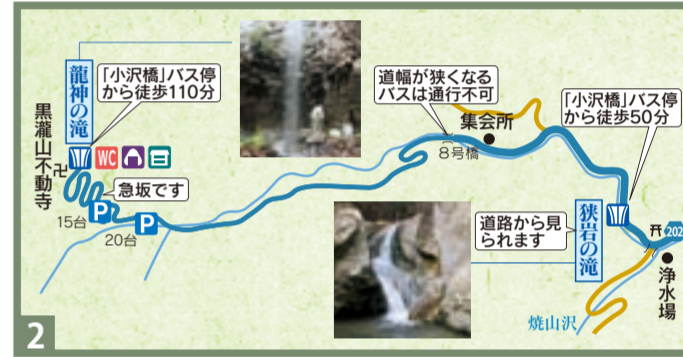 龍神の滝
「小沢橋」バス停
から徒歩110分
黒瀧山不動寺
卍
WC
急坂です
15台
P
20台
P
道幅が狭くなる
バスは通行不可
集会所
8号橋
「小沢橋」バス停
から徒歩50分
道路から見
られます
狭岩の滝
202
浄水場
焼山沢
2